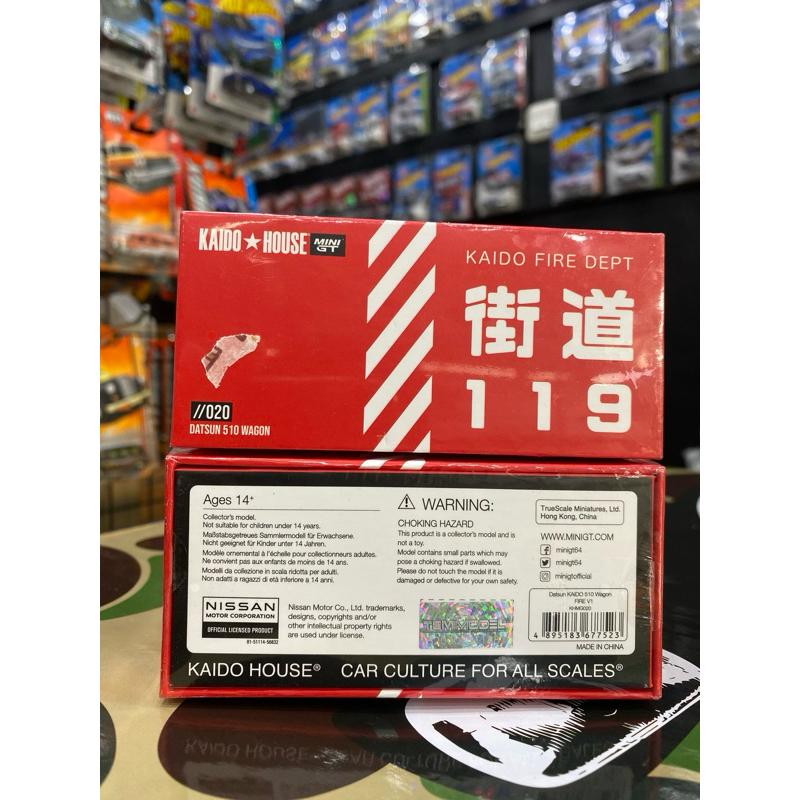 KAIDO★HOUSE MINI GT
KAIDO FIRE DEPT
街道
119
//020
DATSUN 510 WAGON
Ages 14+
Collector's model.
Not suitable for children under 14 years.
Maßstabsgetreues Sammlermodell für Erwachsene.
Nicht geeignet für Kinder unter 14 Jahren.
Modèle ornemental à l'échelle pour collectionneurs adultes.
Ne convient pas aux enfants de moins de 14 ans.
Modelli da collezione in scala ridotta per adulti.
Non adatti a ragazzi di età inferiore a 14 anni.
WARNING:
CHOKING HAZARD
This product is a collector's model and is
not a toy.
Model contains small parts which may
pose a choking hazard if swallowed.
Please do not touch the model if it is
damaged or defective for your own safety.
TrueScale Miniatures, Ltd.
Hong Kong, China
WWW.MINIGT.COM
minigt64
minigt64
minigtofficial
NISSAN
MOTOR CORPORATION
OFFICIAL LICENSED PRODUCT
Nissan Motor Co., Ltd. trademarks,
designs, copyrights and/or
other intellectual property rights
are used under license.
TSM MODEL
Datsun KAIDO 510 Wagon
FIRE V1
KHMG020
4 895183 677523
MADE IN CHINA
KAIDO HOUSE® CAR CULTURE FOR ALL SCALES®